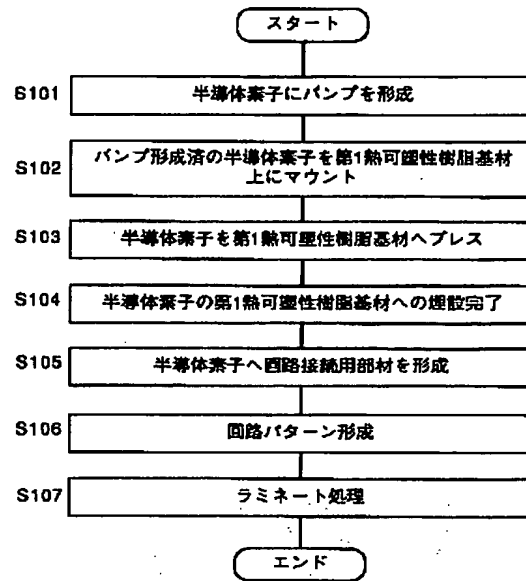 スタート
S101
半導体素子にバンプを形成
S102
バンプ形成済の半導体素子を第1熱可塑性樹脂基材
上にマウント
S103
半導体素子を第1熱可塑性樹脂基材へプレス
S104
半導体素子の第1熱可塑性樹脂基材への埋設完了
S105
半導体素子へ回路接続用部材を形成
S106
回路パターン形成
S107
ラミネート処理
エンド